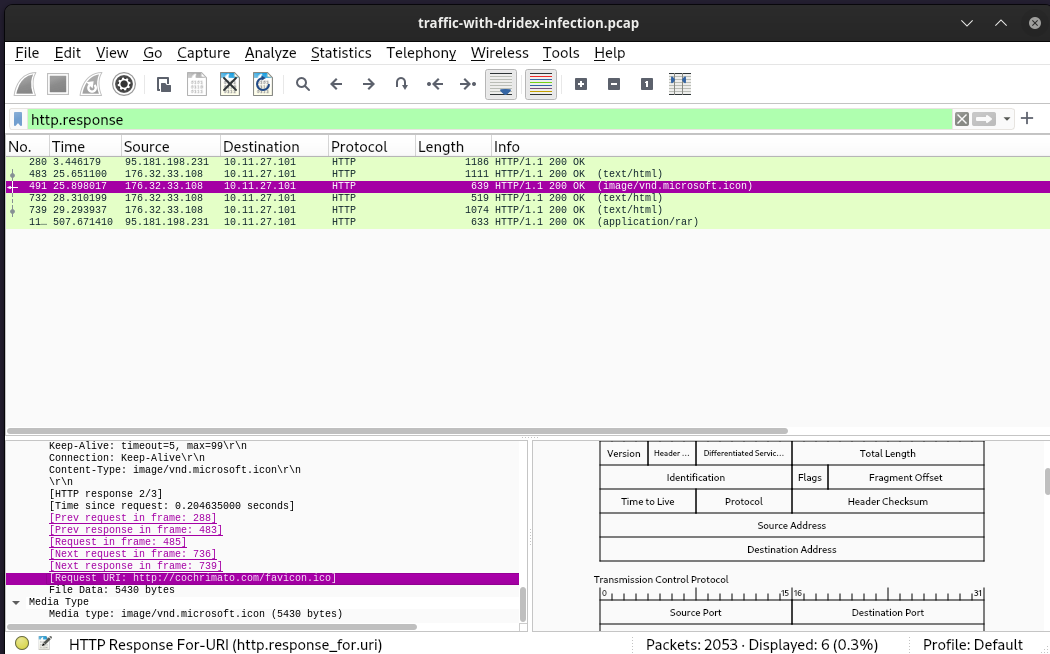 traffic-with-dridex-infection.pcap
File Edit View Go Capture Analyze Statistics Telephony Wireless Tools Help
http.response
No. Time Source Destination Protocol Length Info
280 3.446179 95.181.198.231 10.11.27.101 HTTP 1186 HTTP/1.1 200 OK
483 25.651100 176.32.33.108 10.11.27.101 HTTP 1111 HTTP/1.1 200 OK (text/html)
491 25.898017 176.32.33.108 10.11.27.101 HTTP 639 HTTP/1.1 200 OK (image/vnd.microsoft.icon)
732 28.310199 176.32.33.108 10.11.27.101 HTTP 519 HTTP/1.1 200 OK (text/html)
739 29.293937 176.32.33.108 10.11.27.101 HTTP 1074 HTTP/1.1 200 OK (text/html)
11… 507.671410 95.181.198.231 10.11.27.101 HTTP 633 HTTP/1.1 200 OK (application/rar)
Keep-Alive: timeout=5, max=99\r\n
Connection: Keep-Alive\r\n
Content-Type: image/vnd.microsoft.icon\r\n
\r\n
[HTTP response 2/3]
[Time since request: 0.204635000 seconds]
[Prev request in frame: 288]
[Prev response in frame: 483]
[Request in frame: 485]
[Next request in frame: 736]
[Next response in frame: 739]
[Request URI: http://cochrimato.com/favicon.ico]
File Data: 5430 bytes
Media Type
Media type: image/vnd.microsoft.icon (5430 bytes)
Version Header ... Differentiated Servic... Total Length
Identification Flags Fragment Offset
Time to Live Protocol Header Checksum
Source Address
Destination Address
Transmission Control Protocol
0 15 16 31
Source Port Destination Port
HTTP Response For-URI (http.response_for.uri) Packets: 2053 · Displayed: 6 (0.3%) Profile: Default